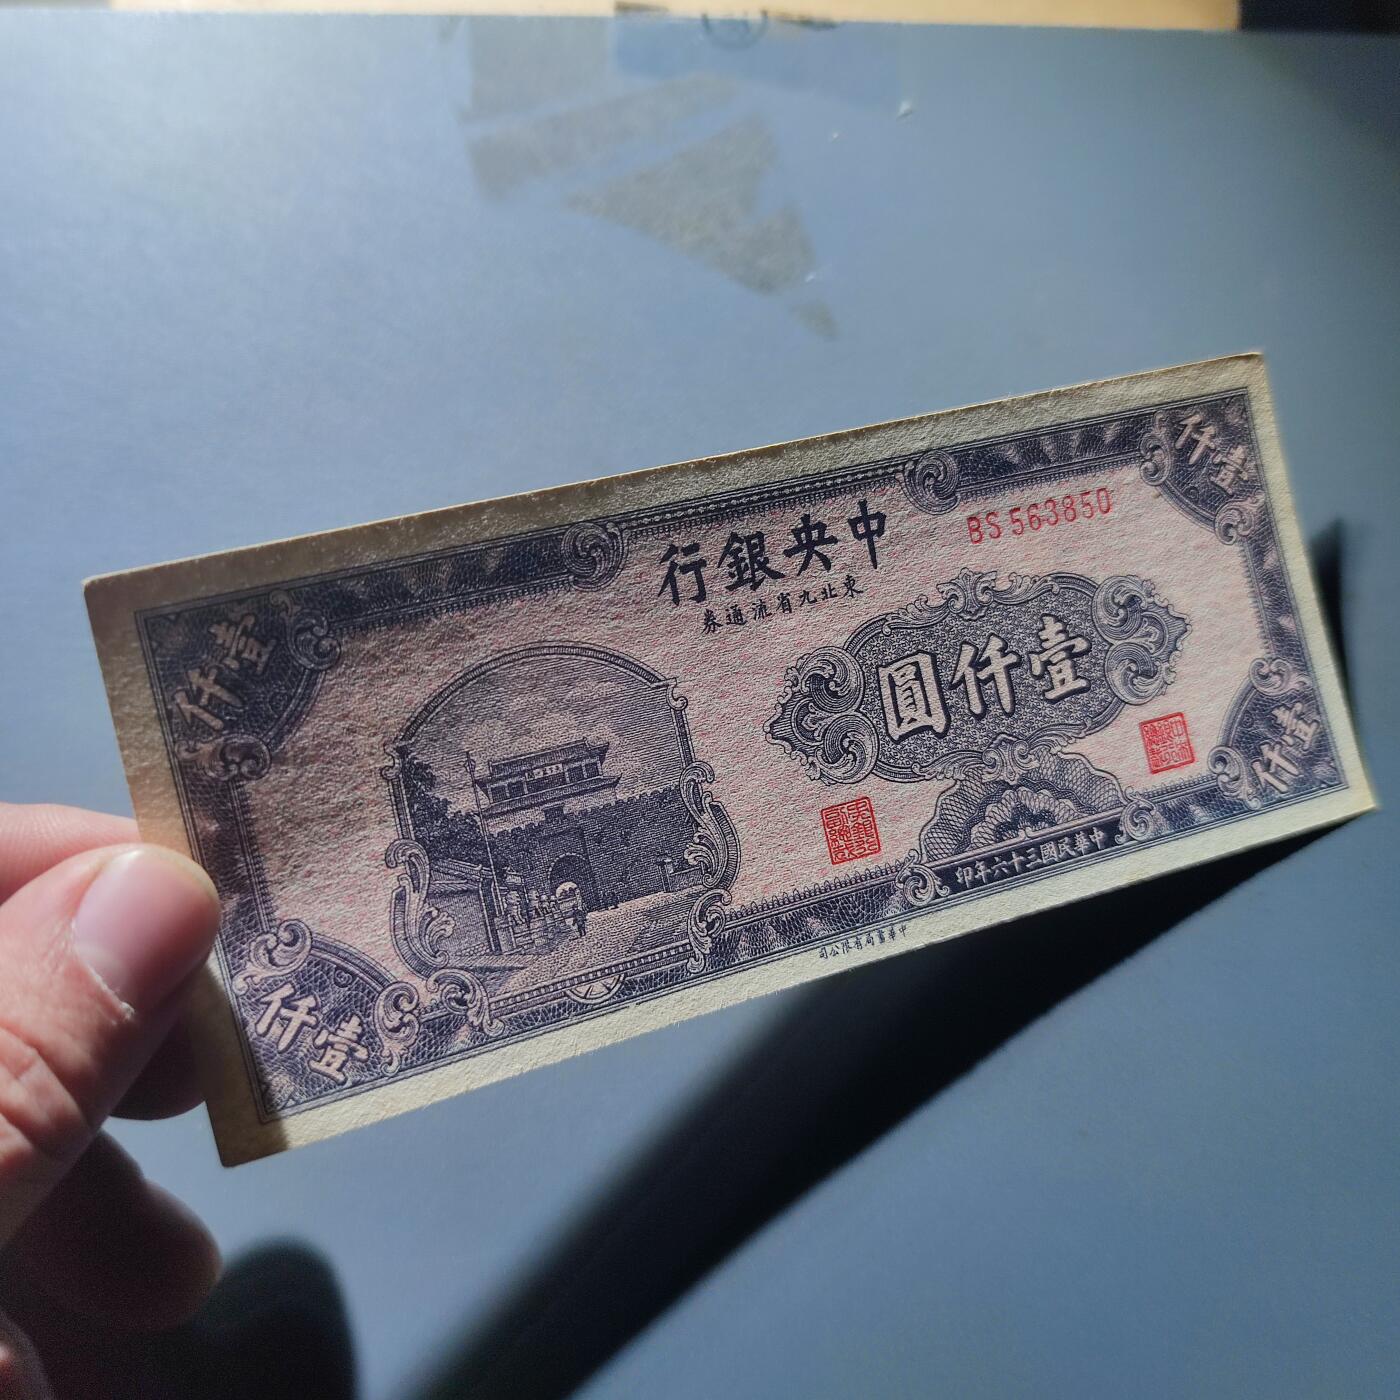 中央銀行
東北九省流通券
BS 563850
壹仟
壹仟
壹仟圓
壹仟
壹仟
中華民國三十六年印
中華書局有限公司